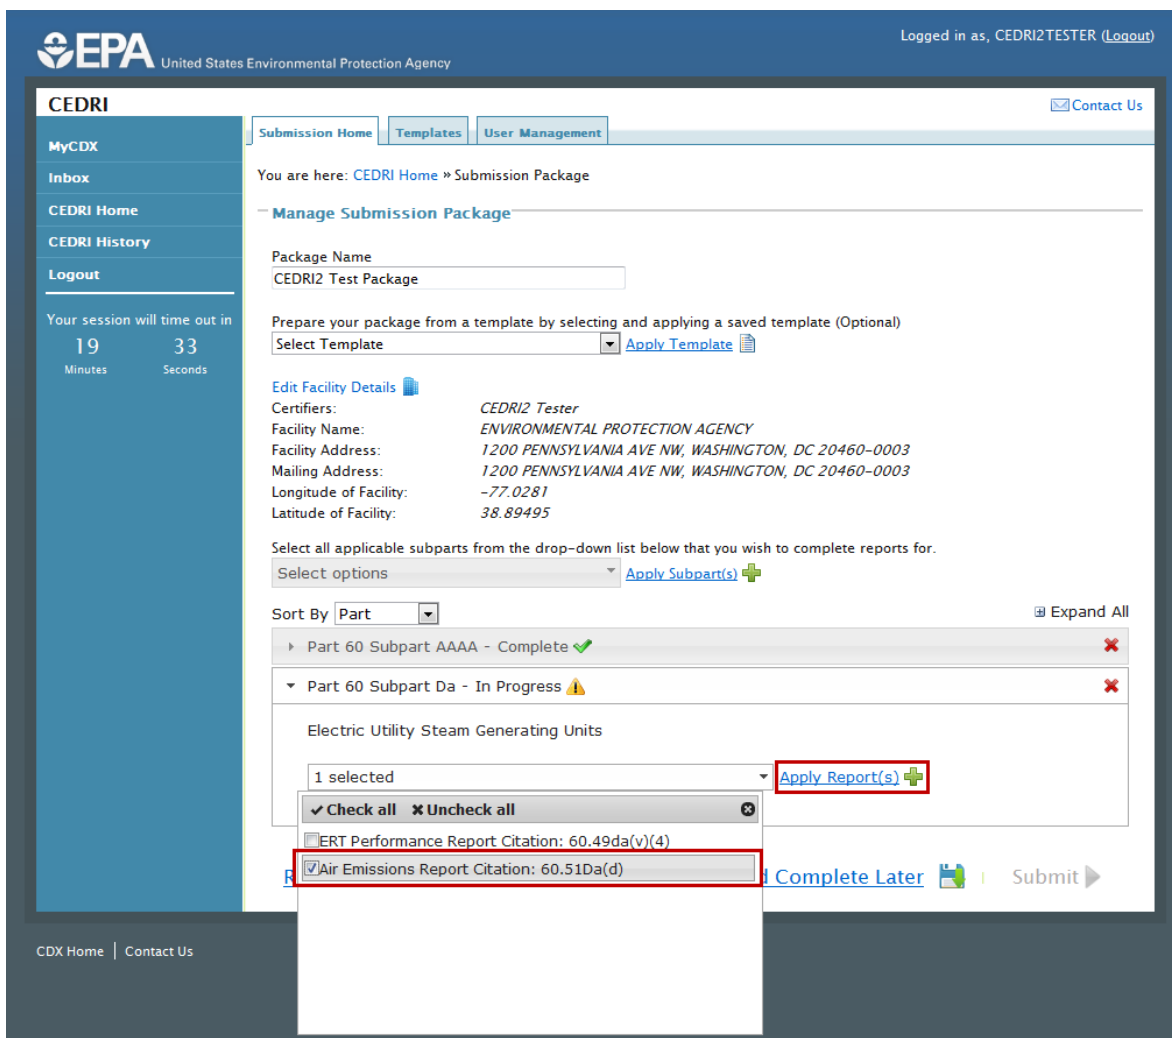 Logged in as, CEDRI2TESTER (Logout)
EPA United States Environmental Protection Agency
CEDRI
Contact Us
Submission Home Templates User Management
MyCDX
Inbox
CEDRI Home
CEDRI History
Logout
Your session will time out in
19 33
Minutes Seconds
You are here: CEDRI Home » Submission Package
Manage Submission Package
Package Name
CEDRI2 Test Package
Prepare your package from a template by selecting and applying a saved template (Optional)
Select Template Apply Template
Edit Facility Details
Certifiers: CEDRI2 Tester
Facility Name: ENVIRONMENTAL PROTECTION AGENCY
Facility Address: 1200 PENNSYLVANIA AVE NW, WASHINGTON, DC 20460-0003
Mailing Address: 1200 PENNSYLVANIA AVE NW, WASHINGTON, DC 20460-0003
Longitude of Facility: -77.0281
Latitude of Facility: 38.89495
Select all applicable subparts from the drop-down list below that you wish to complete reports for.
Select options Apply Subpart(s)
Sort By Part Expand All
Part 60 Subpart AAAA - Complete
Part 60 Subpart Da - In Progress
Electric Utility Steam Generating Units
1 selected Apply Report(s)
Check all Uncheck all
ERT Performance Report Citation: 60.49da(v)(4)
Air Emissions Report Citation: 60.51Da(d)
Complete Later Submit
CDX Home | Contact Us